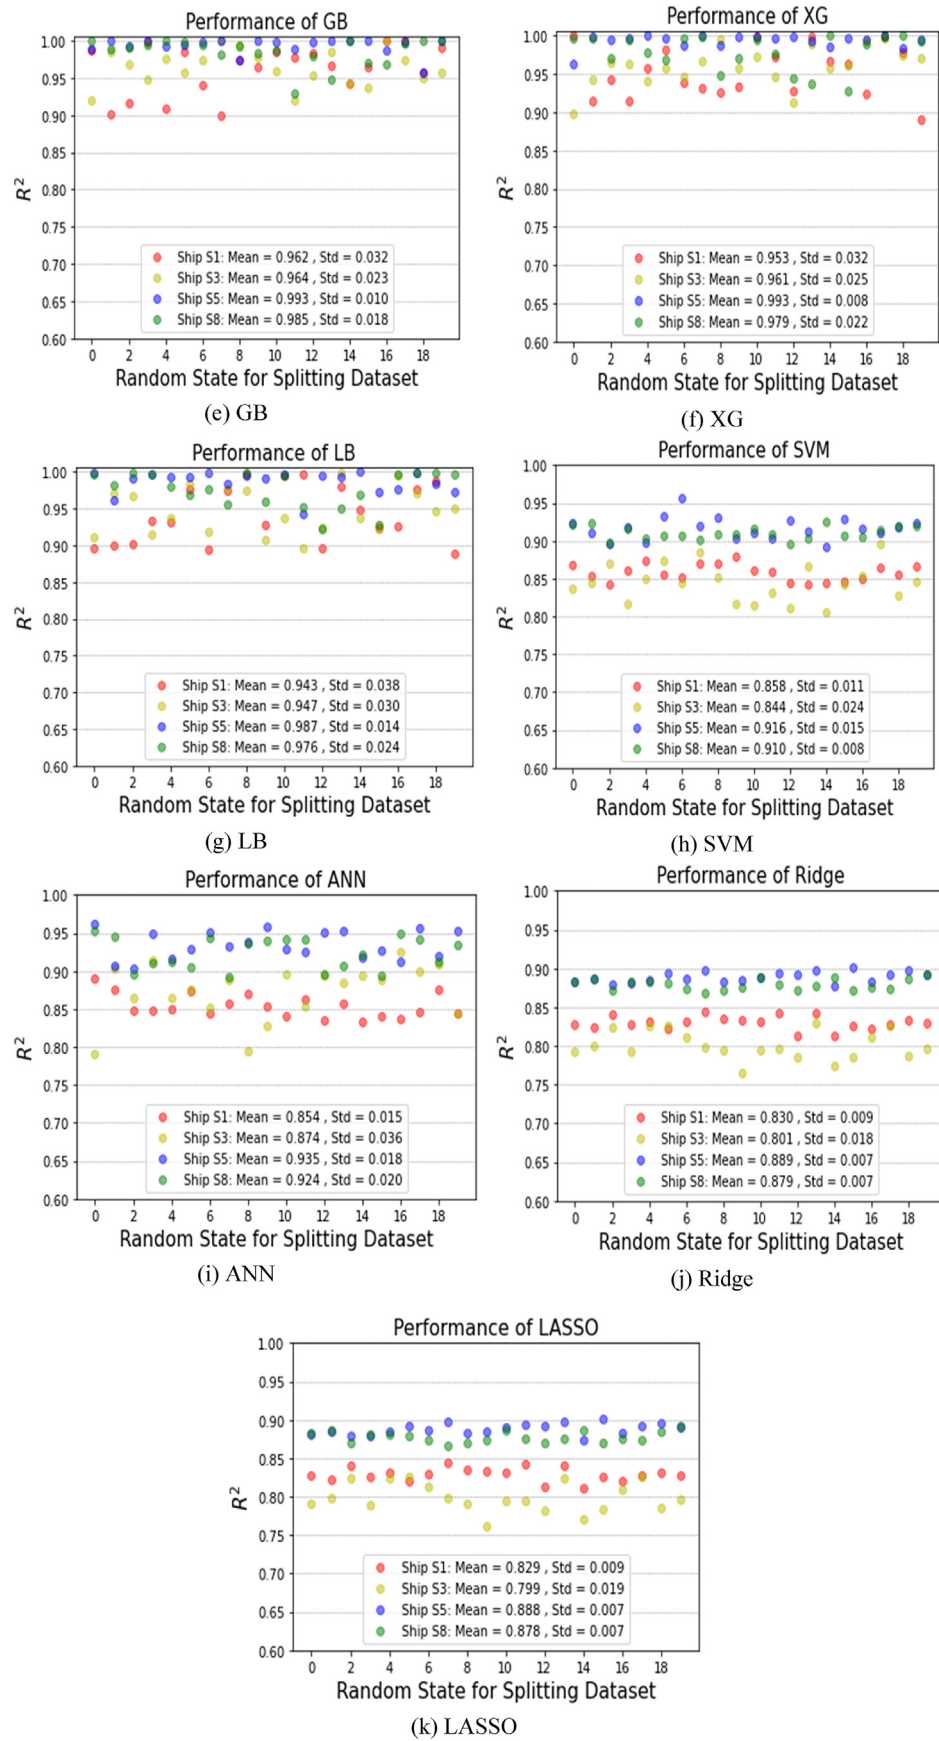 Performance of GB
1.00
0.95
0.90
0.85
0.80
0.75
0.70
0.65
0.60
R²
Ship S1: Mean = 0.962 , Std = 0.032
Ship S3: Mean = 0.964 , Std = 0.023
Ship S5: Mean = 0.993 , Std = 0.010
Ship S8: Mean = 0.985 , Std = 0.018
0 2 4 6 8 10 12 14 16 18
Random State for Splitting Dataset
(e) GB
Performance of XG
1.00
0.95
0.90
0.85
0.80
0.75
0.70
0.65
0.60
R²
Ship S1: Mean = 0.953 , Std = 0.032
Ship S3: Mean = 0.961 , Std = 0.025
Ship S5: Mean = 0.993 , Std = 0.008
Ship S8: Mean = 0.979 , Std = 0.022
0 2 4 6 8 10 12 14 16 18
Random State for Splitting Dataset
(f) XG
Performance of LB
1.00
0.95
0.90
0.85
0.80
0.75
0.70
0.65
0.60
R²
Ship S1: Mean = 0.943 , Std = 0.038
Ship S3: Mean = 0.947 , Std = 0.030
Ship S5: Mean = 0.987 , Std = 0.014
Ship S8: Mean = 0.976 , Std = 0.024
0 2 4 6 8 10 12 14 16 18
Random State for Splitting Dataset
(g) LB
Performance of SVM
1.00
0.95
0.90
0.85
0.80
0.75
0.70
0.65
0.60
R²
Ship S1: Mean = 0.858 , Std = 0.011
Ship S3: Mean = 0.844 , Std = 0.024
Ship S5: Mean = 0.916 , Std = 0.015
Ship S8: Mean = 0.910 , Std = 0.008
0 2 4 6 8 10 12 14 16 18
Random State for Splitting Dataset
(h) SVM
Performance of ANN
1.00
0.95
0.90
0.85
0.80
0.75
0.70
0.65
0.60
R²
Ship S1: Mean = 0.854 , Std = 0.015
Ship S3: Mean = 0.874 , Std = 0.036
Ship S5: Mean = 0.935 , Std = 0.018
Ship S8: Mean = 0.924 , Std = 0.020
0 2 4 6 8 10 12 14 16 18
Random State for Splitting Dataset
(i) ANN
Performance of Ridge
1.00
0.95
0.90
0.85
0.80
0.75
0.70
0.65
0.60
R²
Ship S1: Mean = 0.830 , Std = 0.009
Ship S3: Mean = 0.801 , Std = 0.018
Ship S5: Mean = 0.889 , Std = 0.007
Ship S8: Mean = 0.879 , Std = 0.007
0 2 4 6 8 10 12 14 16 18
Random State for Splitting Dataset
(j) Ridge
Performance of LASSO
1.00
0.95
0.90
0.85
0.80
0.75
0.70
0.65
0.60
R²
Ship S1: Mean = 0.829 , Std = 0.009
Ship S3: Mean = 0.799 , Std = 0.019
Ship S5: Mean = 0.888 , Std = 0.007
Ship S8: Mean = 0.878 , Std = 0.007
0 2 4 6 8 10 12 14 16 18
Random State for Splitting Dataset
(k) LASSO